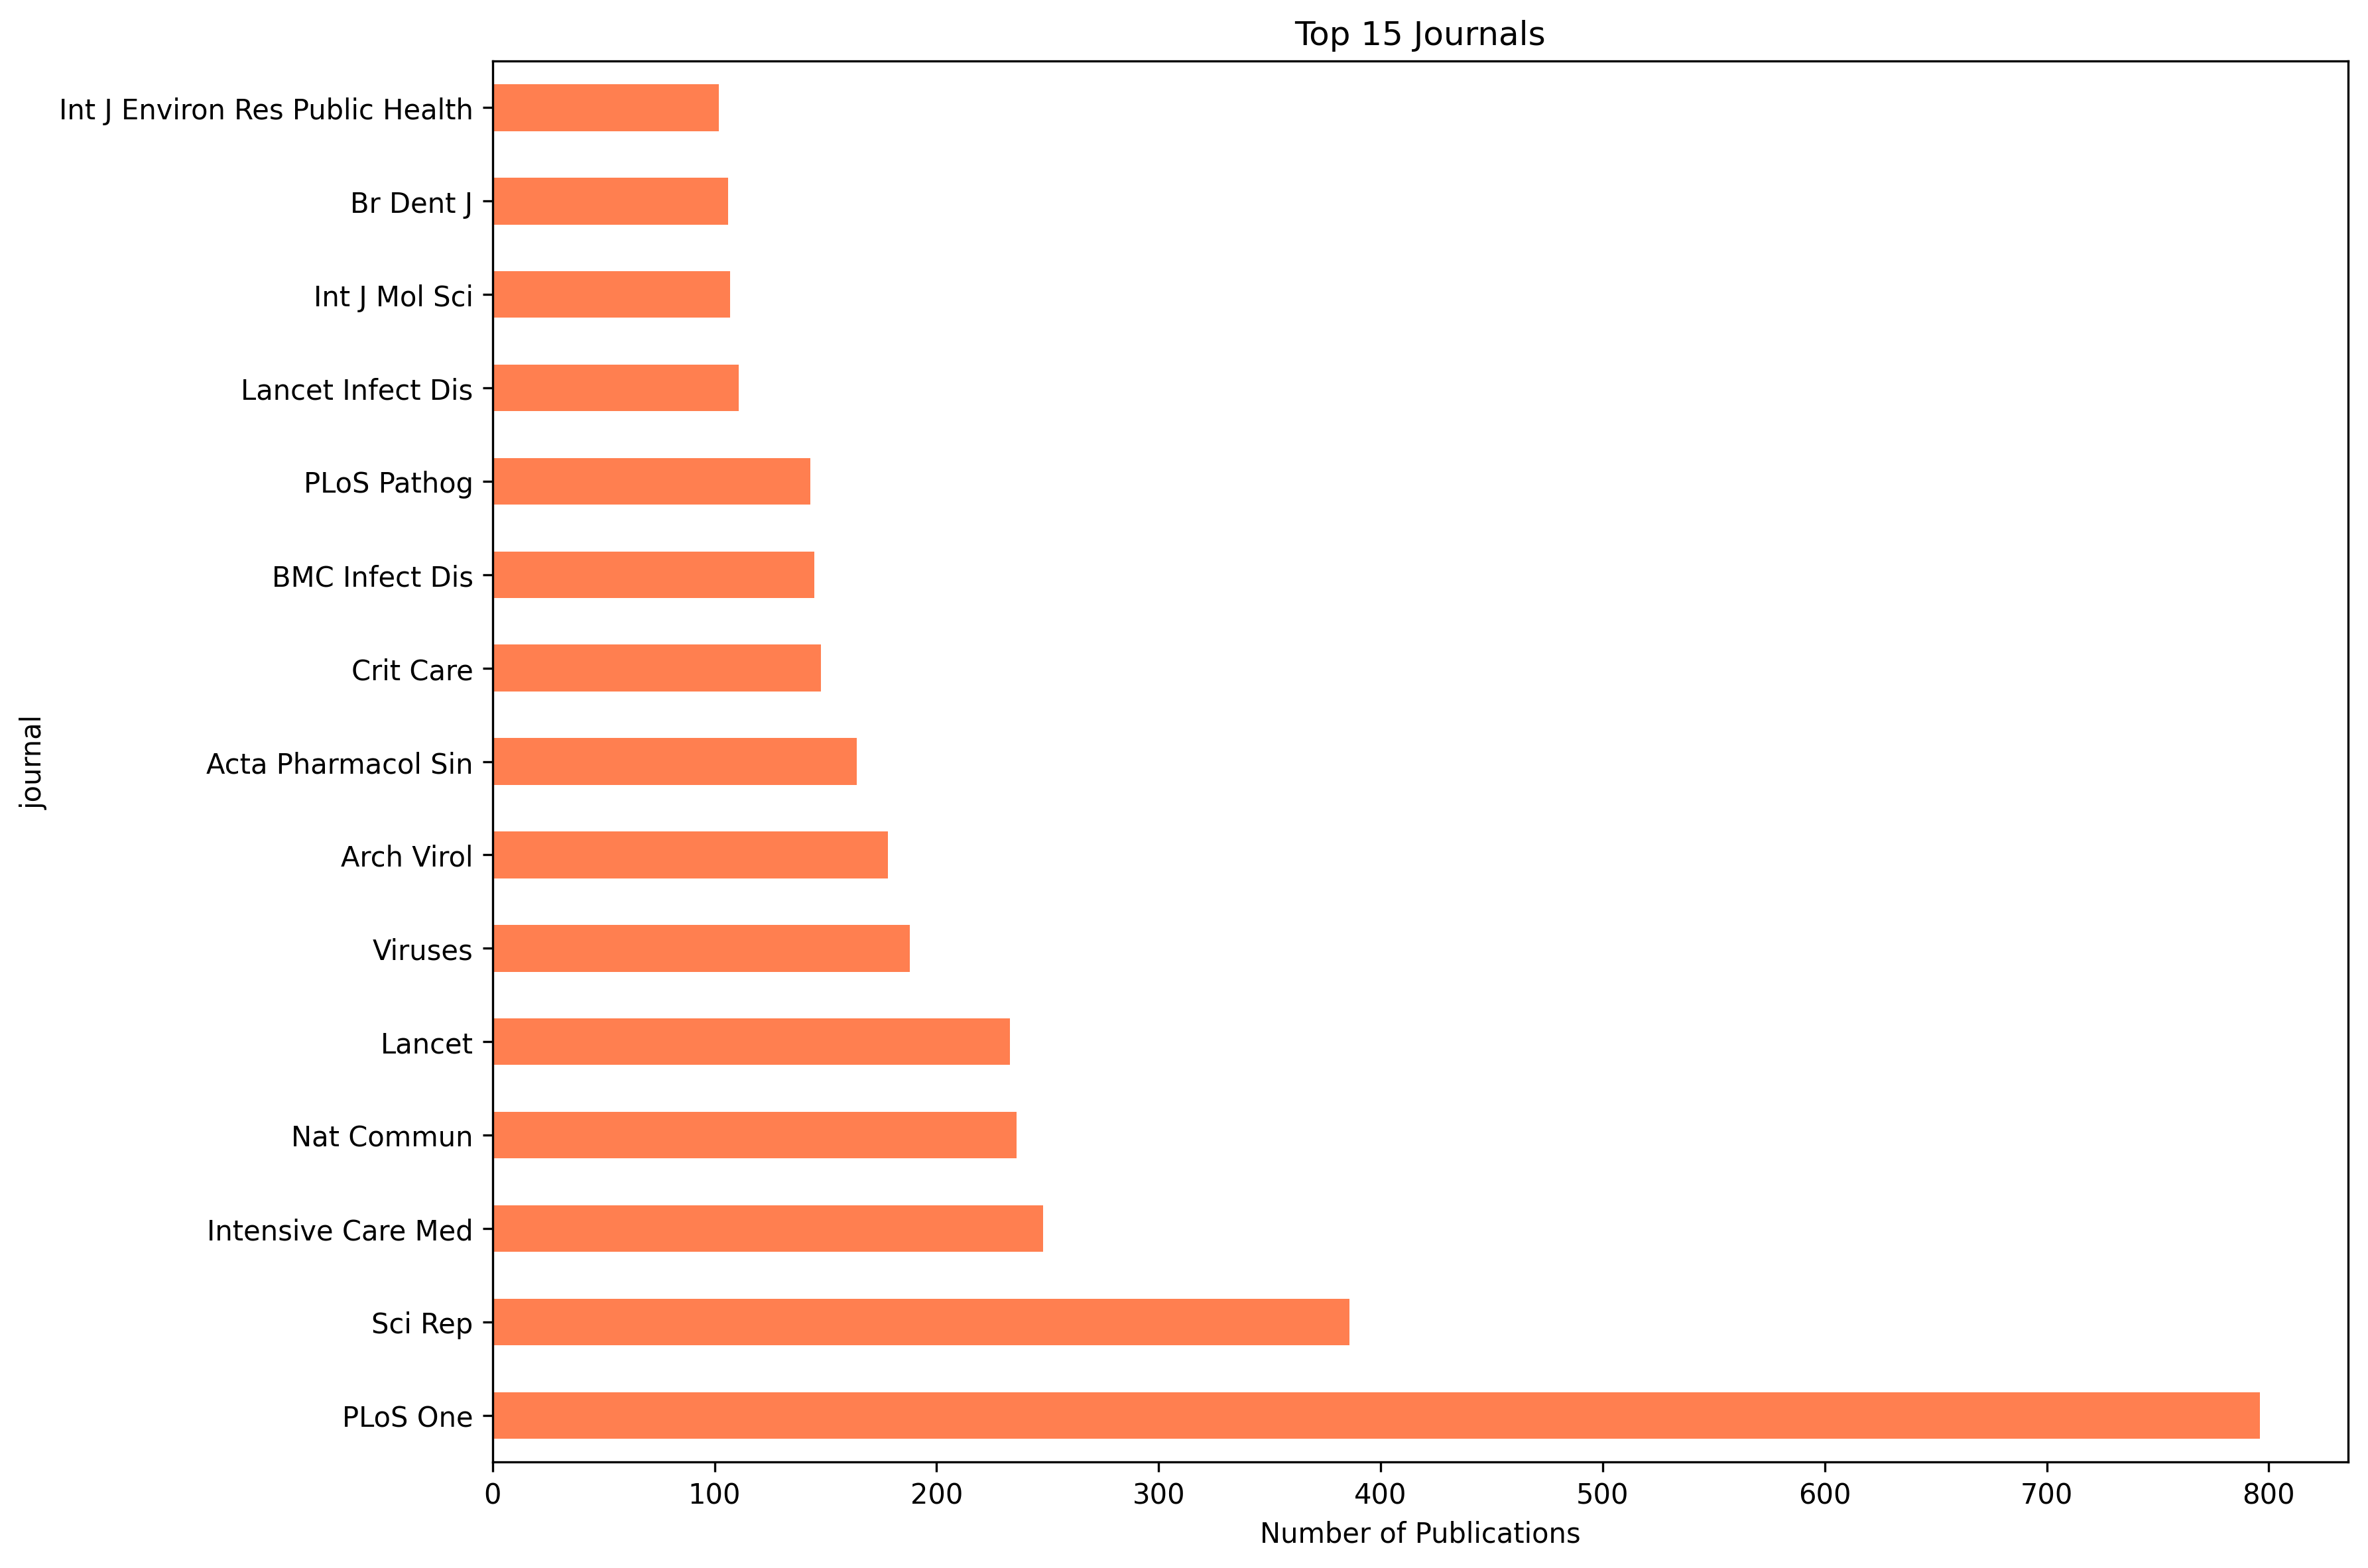 Top 15 Journals
Int J Environ Res Public Health
Br Dent J
Int J Mol Sci
Lancet Infect Dis
PLoS Pathog
BMC Infect Dis
Crit Care
Acta Pharmacol Sin
Arch Virol
Viruses
Lancet
Nat Commun
Intensive Care Med
Sci Rep
PLoS One
journal
0 100 200 300 400 500 600 700 800
Number of Publications